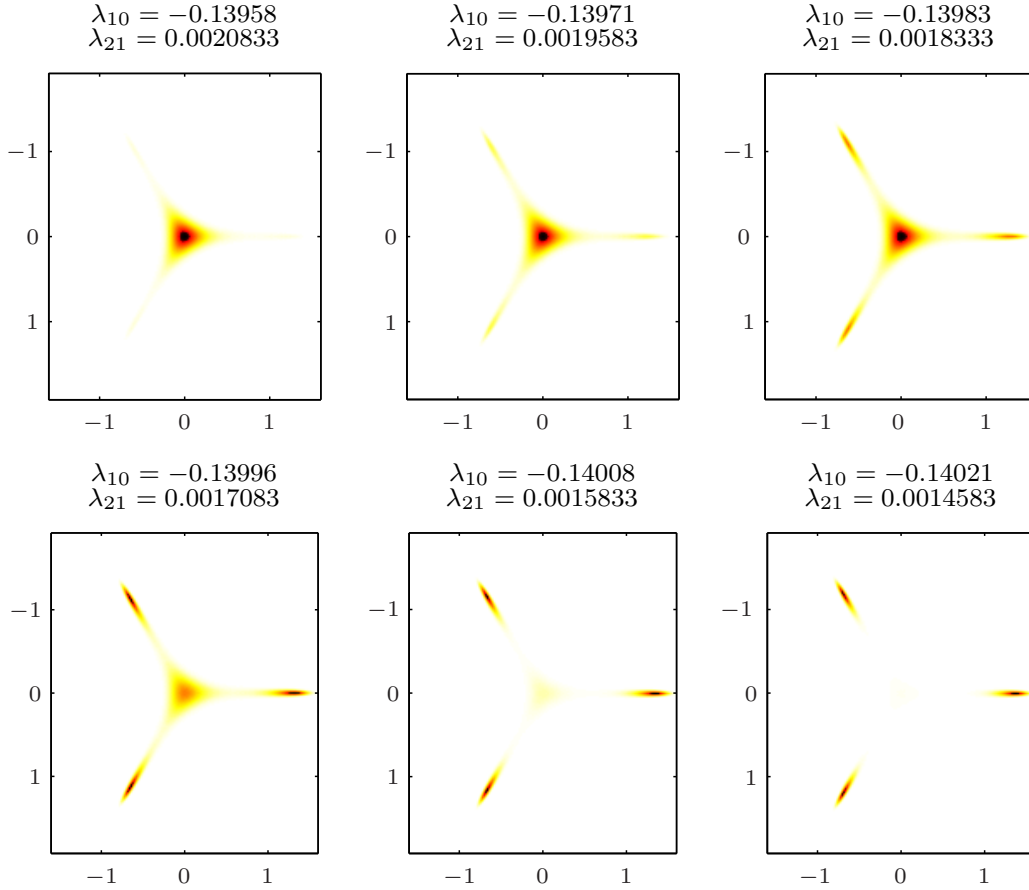 λ₁₀ = −0.13958
λ₂₁ = 0.0020833
−1
0
1
−1 0 1
λ₁₀ = −0.13971
λ₂₁ = 0.0019583
−1
0
1
−1 0 1
λ₁₀ = −0.13983
λ₂₁ = 0.0018333
−1
0
1
−1 0 1
λ₁₀ = −0.13996
λ₂₁ = 0.0017083
−1
0
1
−1 0 1
λ₁₀ = −0.14008
λ₂₁ = 0.0015833
−1
0
1
−1 0 1
λ₁₀ = −0.14021
λ₂₁ = 0.0014583
−1
0
1
−1 0 1